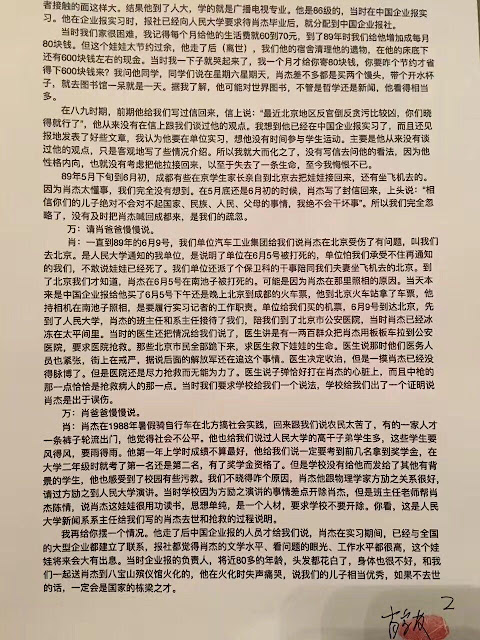 者接触的面这样大。结果他到了人大，学的就是广播电视专业。他是86级的，当时在中国企业报实
习。他在企业报实习时，报社已经向人民大学要求待肖杰毕业后，就分配到中国企业报社。
当时我们家很困难，我记得每个月给他的生活费就60到70元，到了89年时我们给他增加成每月
80块钱。但这个娃娃太节约过余，他走了后（离世），我们他的宿舍清理他的遗物，在他的床底下
还有600块钱左右的现金。当时我一下子就哭起来了，我一个月才给你寄80块钱，你要咋个节约才省
得下600块钱来？我问他同学，同学们说在星期六星期天，肖杰差不多都是买两个馒头，带个开水杯
子，就去图书馆一呆就是一天。据我了解，他可能对世界图书，不管是哲学还是新闻，他看得相当
多。
在八九时期，前期他给我们写过信回来，信上说：“最近北京地区反官倒反贪污比较凶，你们晓
得就行了”，他从来没有在信上跟我们谈过他的观点。我想到他已经在中国企业报实习了，而且还见
报地发表了好些文章，我认为他要在单位实习，想他没有时间参与学生运动，主要是他从来没有谈
过他的观点，只是客观地写了些情况介绍。所以我就大而化之了，没有写信去问他的看法，因为他
性格内向，也就没有考虑把他拉接回来，以至于失去了一条生命，至今我悔恨不已。
89年5月下旬到6月初，成都有些在京学生家长亲自到北京去把娃娃接回来，还有坐飞机去的。
因为肖杰太懂事，我们完全没有想到。在5月底还是6月初的时候，肖杰写了封信回来，上头说：“相
信你们的儿子绝对不会对不起国家、民族、人民、父母的事情，我绝不会干坏事”。所以我们完全忽
略了，没有及时把肖杰喊回成都来，是我们的疏忽。
万：请肖爸爸慢慢说。
肖：一直到89年的6月9号，我们单位汽车工业集团给我们说肖杰在北京受伤了有问题，叫我们
去北京。是人民大学通知的我单位，是说明了单位在6月5号被打死的，单位怕我们承受不住再通知
的我们，不敢说娃娃已经死了。我们单位还派了个保卫科的干事陪同我们夫妻坐飞机去的北京。到
了北京我们才知道，肖杰在6月5号在南池子被打死的。可能是因为肖杰在那里照相的原因。当天本
来是中国企业报给他买了6月5号下午还是晚上北京到成都的火车票，他到北京火车站拿了车票，他
持相机在南池子照相，是要履行实习记者的工作职责。单位给我们买的机票，6月9号到达北京，先
到了人民大学，肖杰的班主任和系主任接待了我们，陪我们到了北京市公安医院，当时肖杰已经冰
冻在太平间里。当时的医生还把情况给我们说了，医生讲是有一两百群众把肖杰用板板车拉到公安
医院，要求医院抢救。那些北京市民全部跪下来，求医生救下娃娃的生命。医生说那时他们医务人
员也紧张，街上在戒严，据说后面的解放军还在追这个事情。医生决定收治，但是一摸肖杰已经没
得脉搏了。但是医院还是尽力抢救而无能为力了。医生说子弹恰好打在肖杰的心脏上，而且中枪的
那一点恰恰是抢救病人的那一点。当时我们要求学校给我们一个说法，学校给我们出了一个证明说
肖杰是出于误伤。
万：肖爸爸慢慢说。
肖：肖杰在1988年暑假骑自行车在北方搞社会实践，回来跟我们说农民太苦了，有的一家人才
一条裤子轮流出门，他觉得社会不公平。他也给我们说过人民大学的高干子弟学生多，这些学生要
风得风，要雨得雨。他第一年上学时成绩不算最好，他给我们说一定要考到前几名拿到奖学金，在
大学二年级时就考了第一名还是第二名，有了奖学金资格了。但是学校没有给他而发给了其他有背
景的学生，他也感受到了校园有些污教。我们不晓得咋个原因，肖杰他跟物理学家方励之关系很好，
请过方励之到人民大学演讲。当时学校因为方励之演讲的事情差点开除肖杰，但是班主任老师帮肖
杰陈情，说肖杰这娃娃很用功读书，思想单纯，是一个人材，要求学校不要开除。你看，这是人民
大学新闻系系主任给我们写的肖杰去世和抢救的过程说明。
我再给你摆一个情况。他走了后中国企业报的人员才给我们说，肖杰在实习期间，已经与全国
的大型企业都建立了联系，报社都觉得肖杰的文学水平、看问题的眼光、工作水平都很高，这个娃
娃将来会大有出息。当时企业报的负责人，将近80多的年龄，头发都花白了，身体也很不好，和我
们一起送肖杰到八宝山殡仪馆火化的，他在火化时失声痛哭，说我们的儿子相当优秀，如果不去世
的话，一定会是国家的栋梁之才。
2